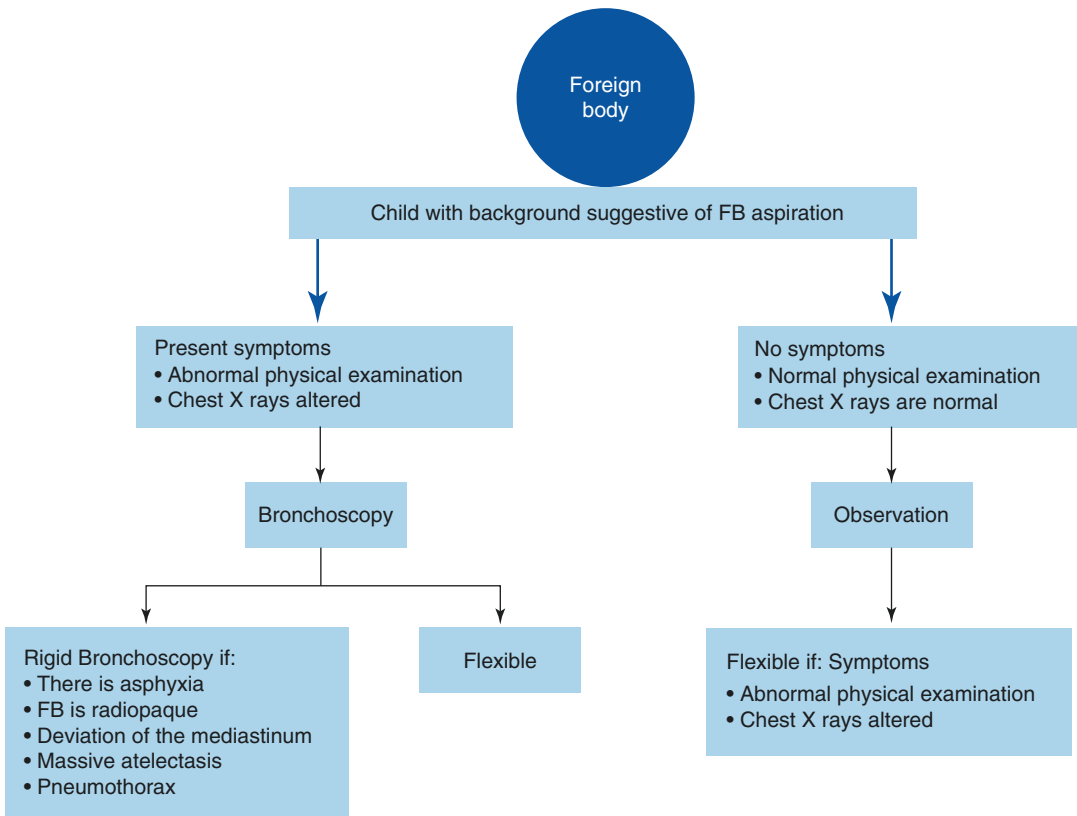 Foreign
body
Child with background suggestive of FB aspiration
Present symptoms
• Abnormal physical examination
• Chest X rays altered
No symptoms
• Normal physical examination
• Chest X rays are normal
Bronchoscopy
Observation
Rigid Bronchoscopy if:
• There is asphyxia
• FB is radiopaque
• Deviation of the mediastinum
• Massive atelectasis
• Pneumothorax
Flexible
Flexible if: Symptoms
• Abnormal physical examination
• Chest X rays altered